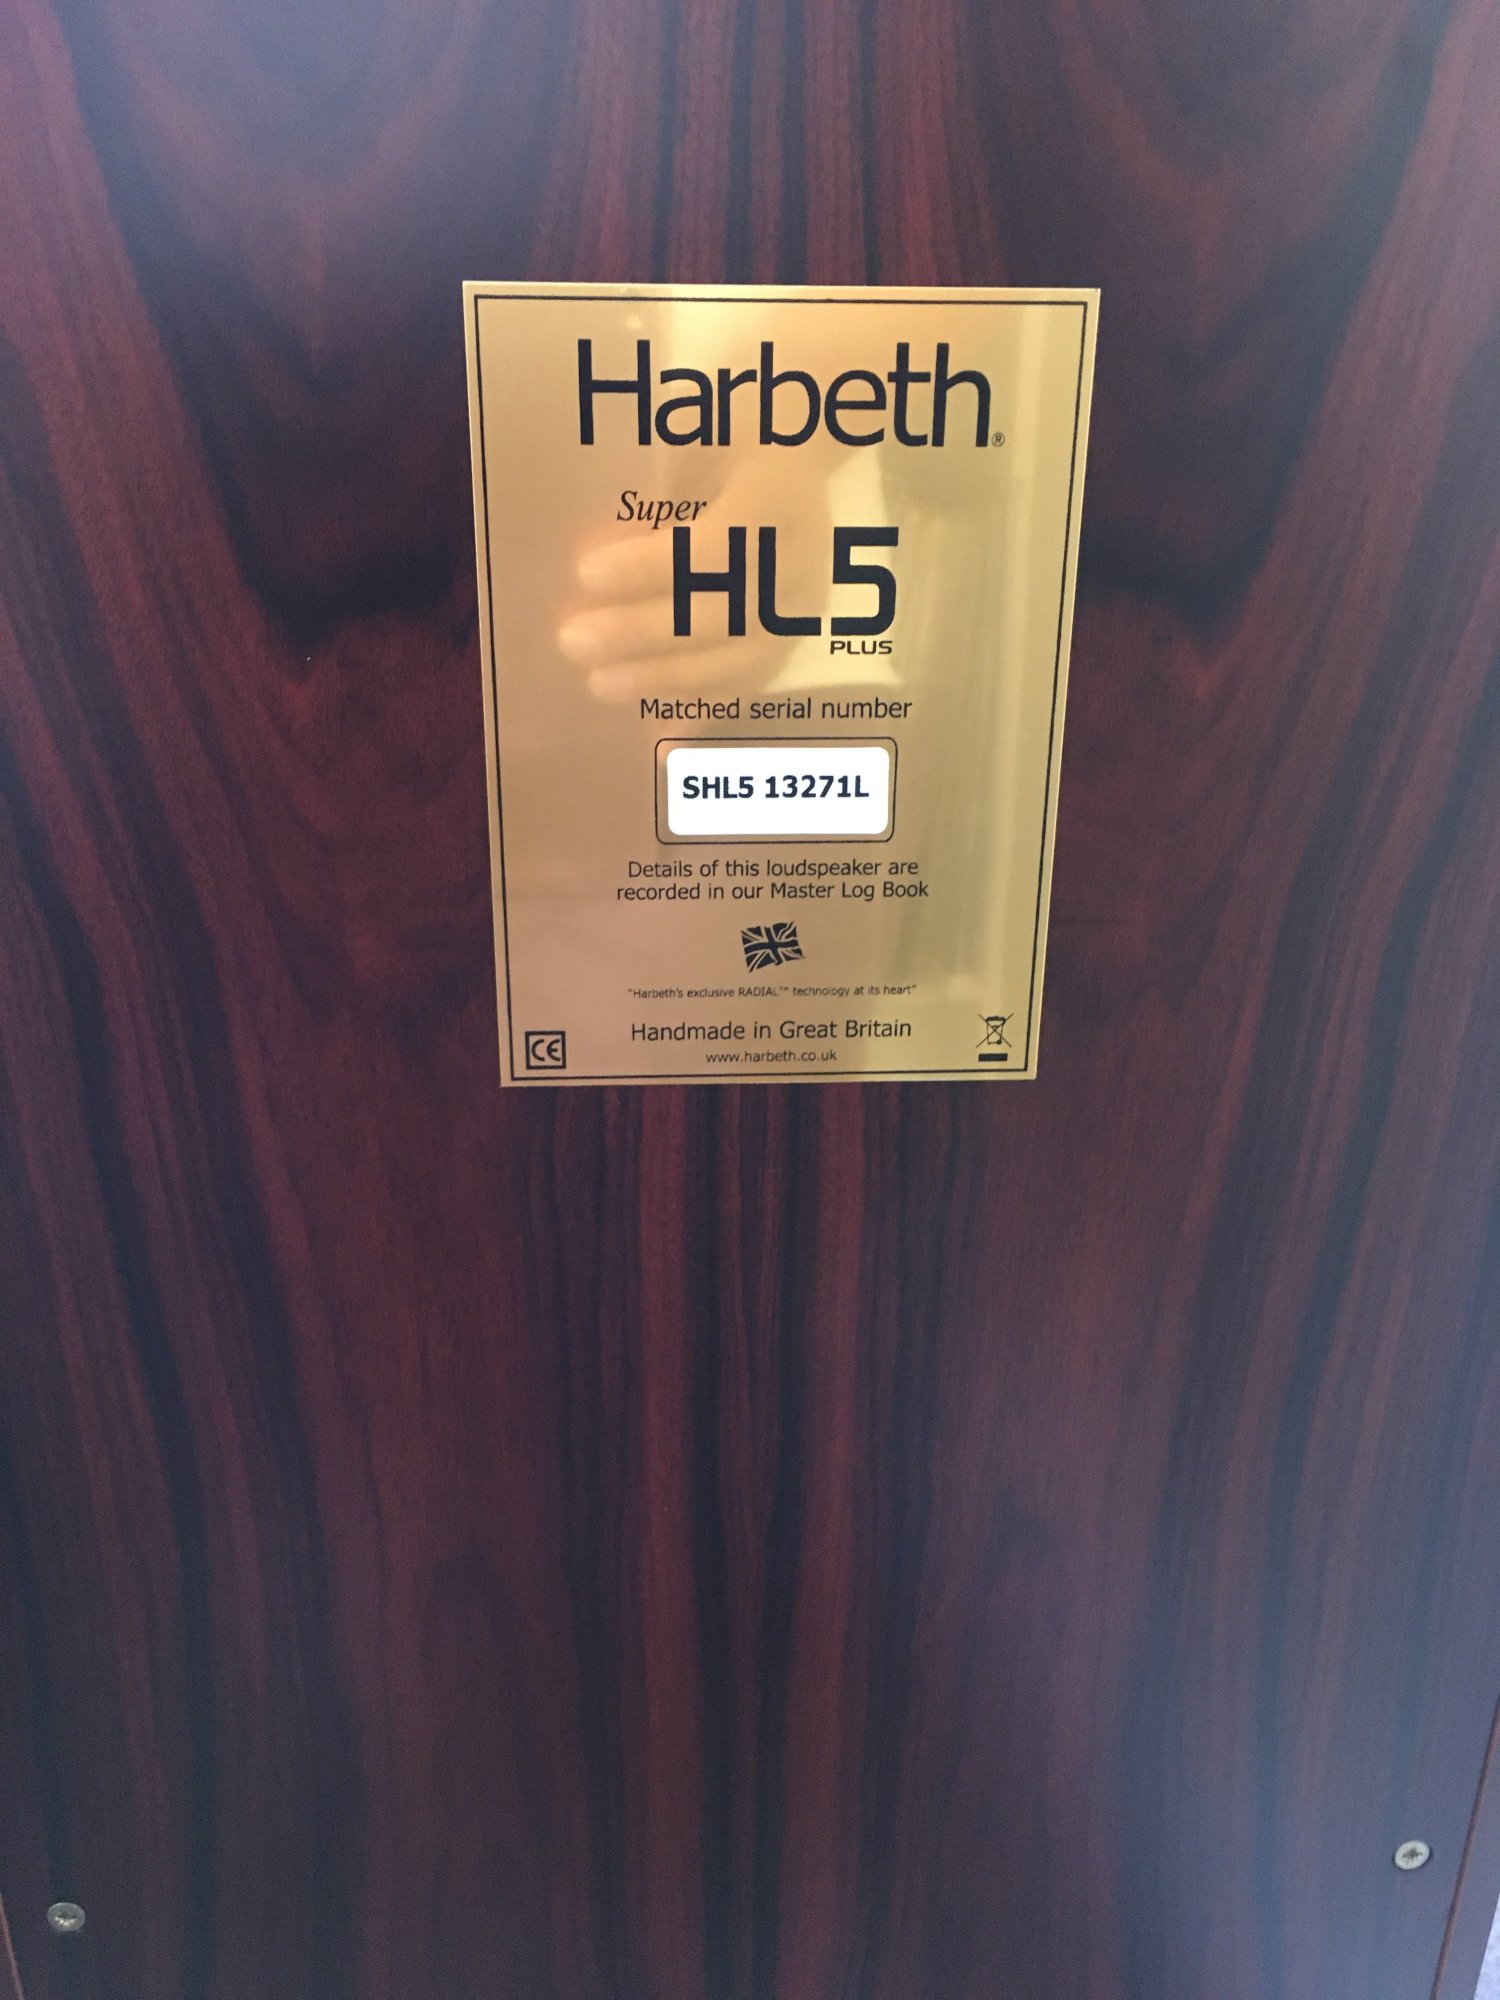 Harbeth®
Super
HL5
PLUS
Matched serial number
SHL5 13271L
Details of this loudspeaker are
recorded in our Master Log Book
"Harbeth's exclusive RADIAL™ technology at its heart"
Handmade in Great Britain
www.harbeth.co.uk
CE